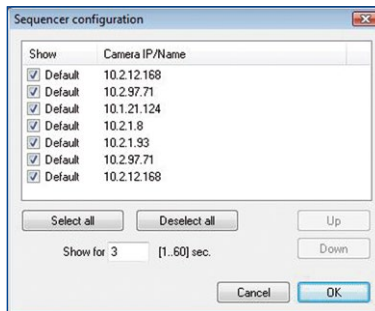 Sequencer configuration
Show Camera IP/Name
Default 10.2.12.168
Default 10.2.97.71
Default 10.1.21.124
Default 10.2.1.8
Default 10.2.1.93
Default 10.2.97.71
Default 10.2.12.168
Select all Deselect all Up
Show for 3 [1..60] sec. Down
Cancel OK